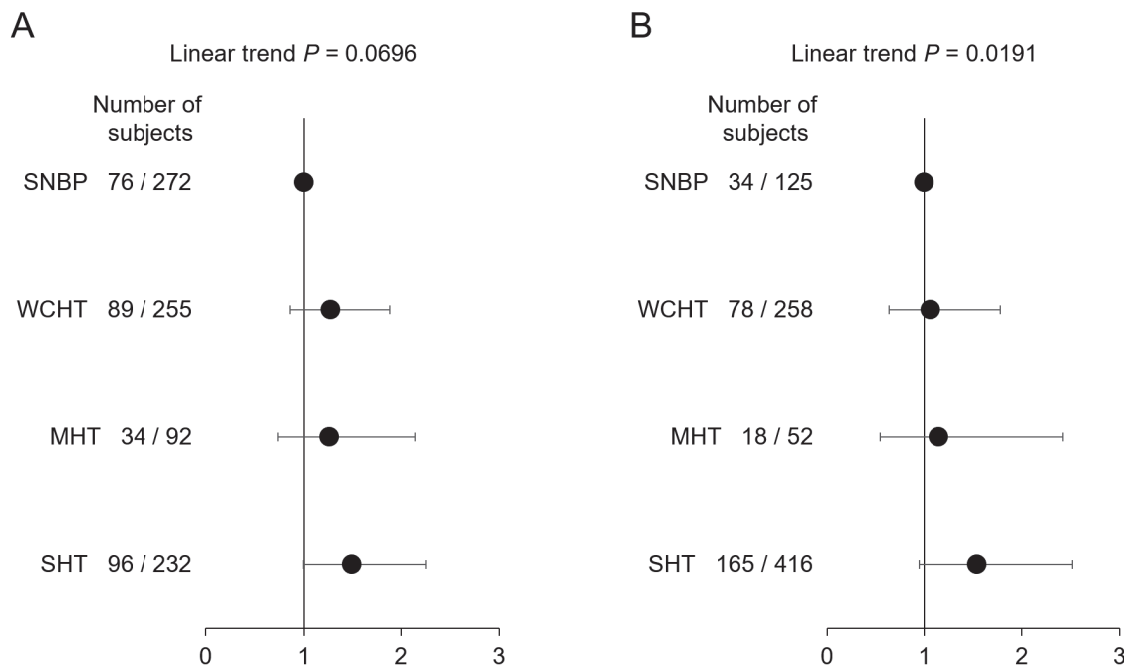 A
Linear trend P = 0.0696
Number of
subjects
SNBP 76 / 272
WCHT 89 / 255
MHT 34 / 92
SHT 96 / 232
0 1 2 3
B
Linear trend P = 0.0191
Number of
subjects
SNBP 34 / 125
WCHT 78 / 258
MHT 18 / 52
SHT 165 / 416
0 1 2 3